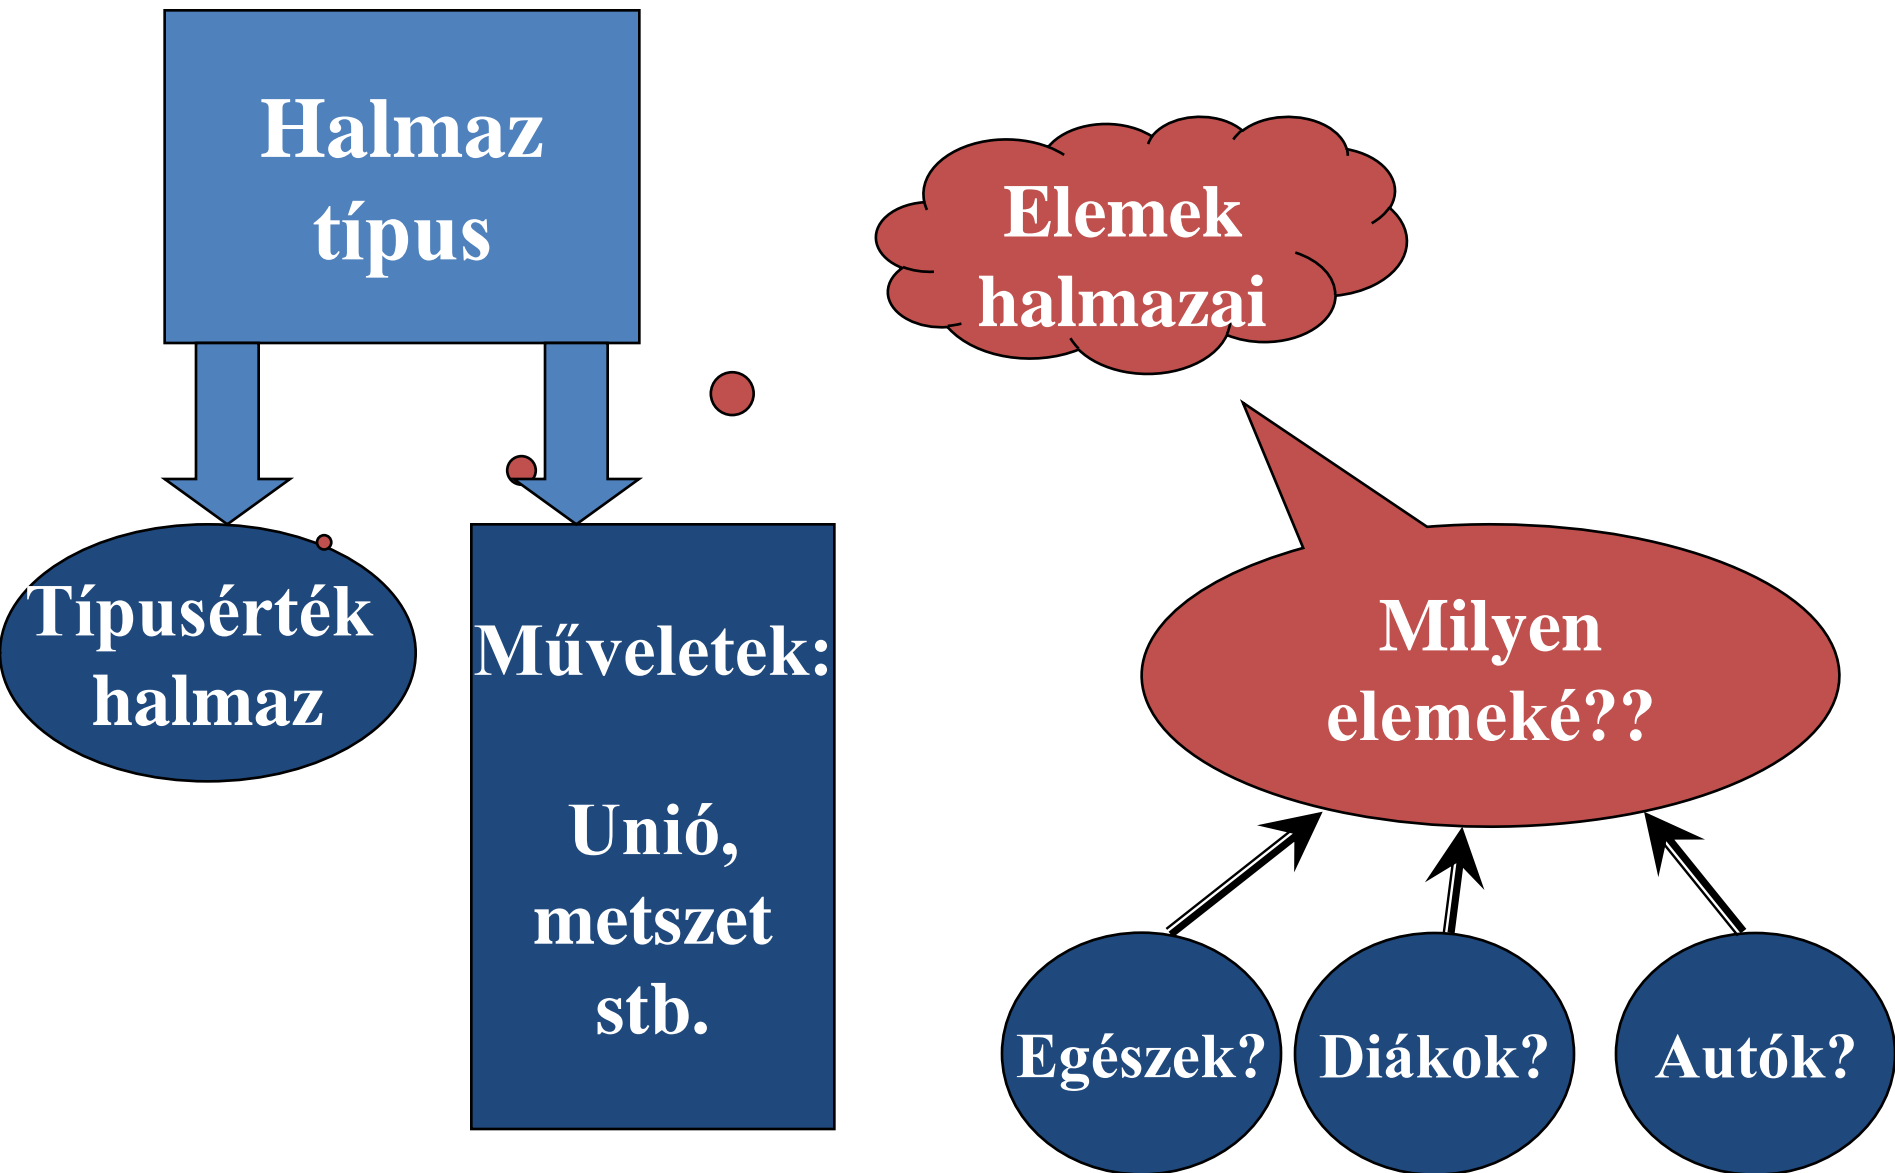 Halmaz
típus
Elemek
halmazai
Típusérték
halmaz
Műveletek:
Unió,
metszet
stb.
Milyen
elemeké??
Egészek?
Diákok?
Autók?